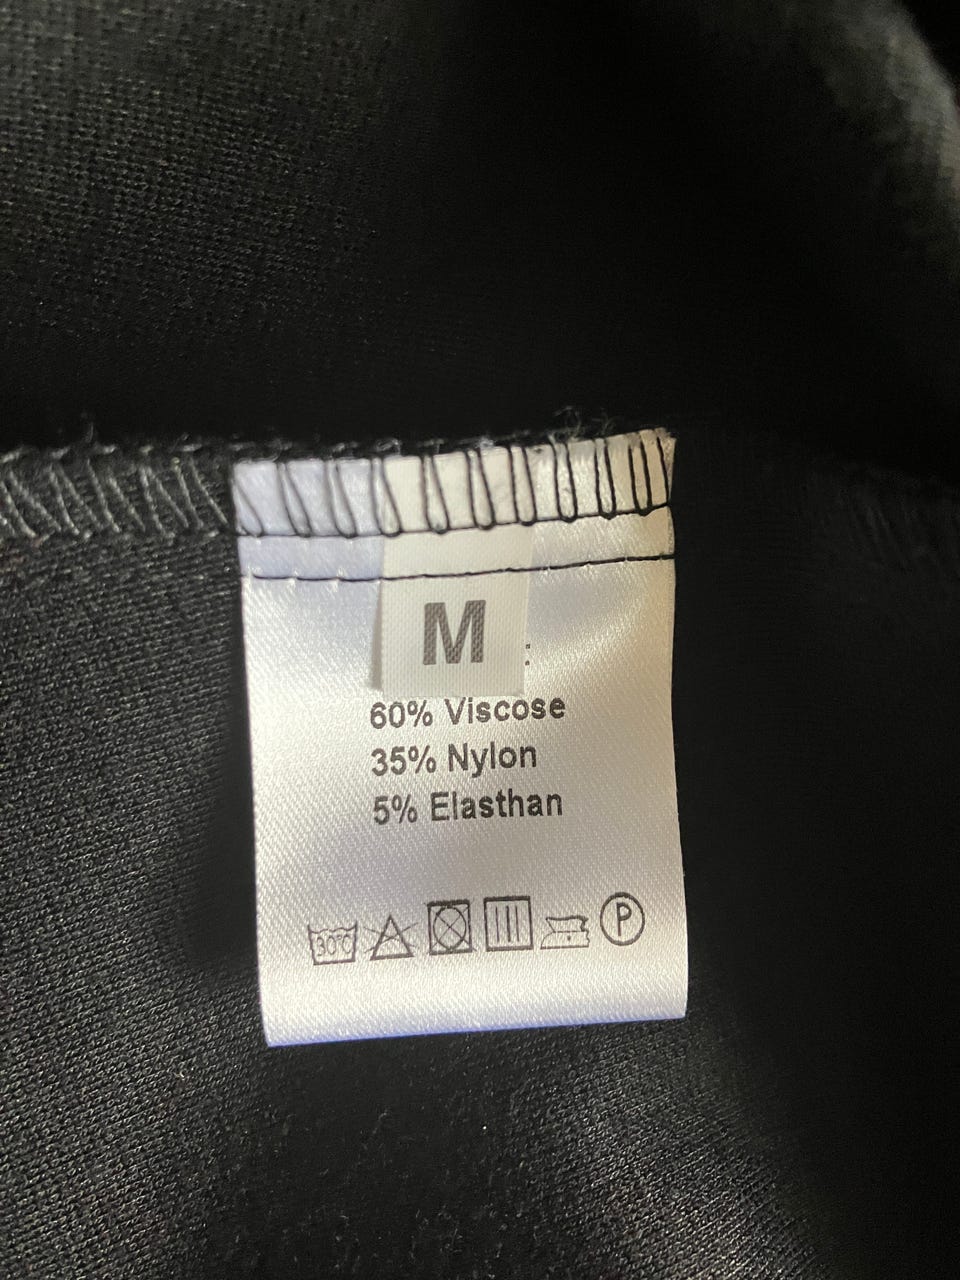 M
:
60% Viscose
35% Nylon
5% Elasthan
30°C
P